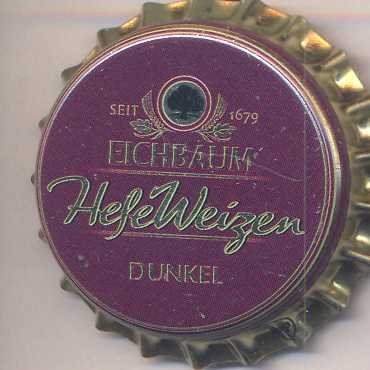 SEIT 1679
EICHBAUM
HefeWeizen
DUNKEL